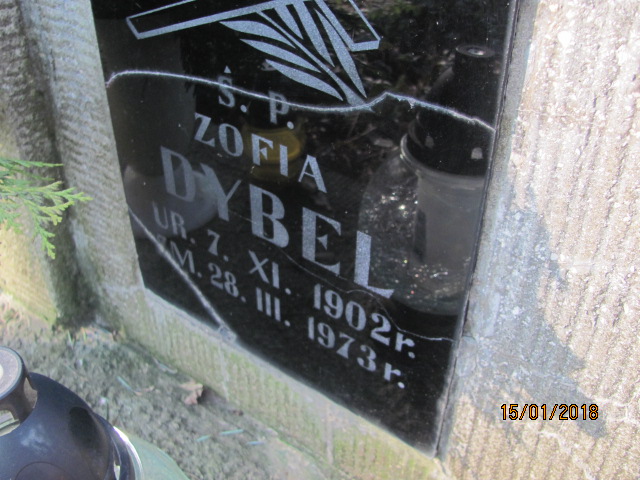 Ś. P.
ZOFIA
DYBEL
UR. 7. XI. 1902r.
ZM. 28. III. 1973r.
15/01/2018